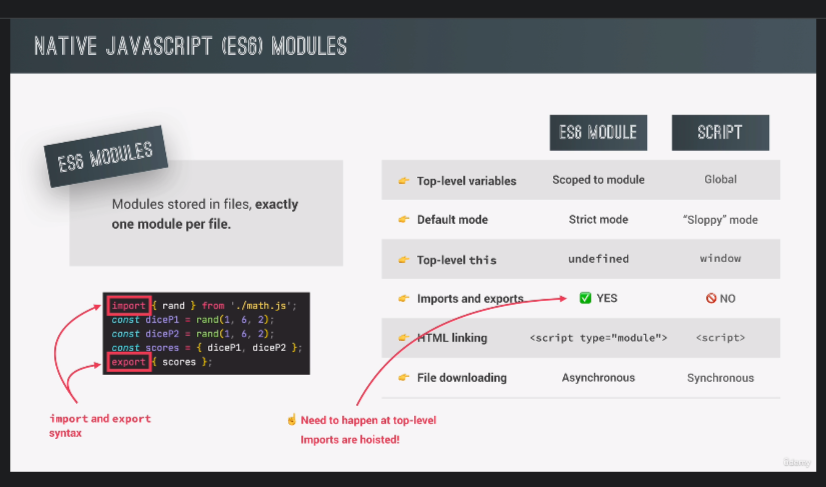 NATIVE JAVASCRIPT (ES6) MODULES
ES6 MODULES
Modules stored in files, exactly
one module per file.
import { rand } from './math.js';
const diceP1 = rand(1, 6, 2);
const diceP2 = rand(1, 6, 2);
const scores = { diceP1, diceP2 };
export { scores };
import and export
syntax
ES6 MODULE SCRIPT
👉 Top-level variables Scoped to module Global
👉 Default mode Strict mode “Sloppy” mode
👉 Top-level this undefined window
👉 Imports and exports ✅ YES 🚫 NO
👉 HTML linking <script type="module"> <script>
👉 File downloading Asynchronous Synchronous
☝️ Need to happen at top-level
Imports are hoisted!
Udemy